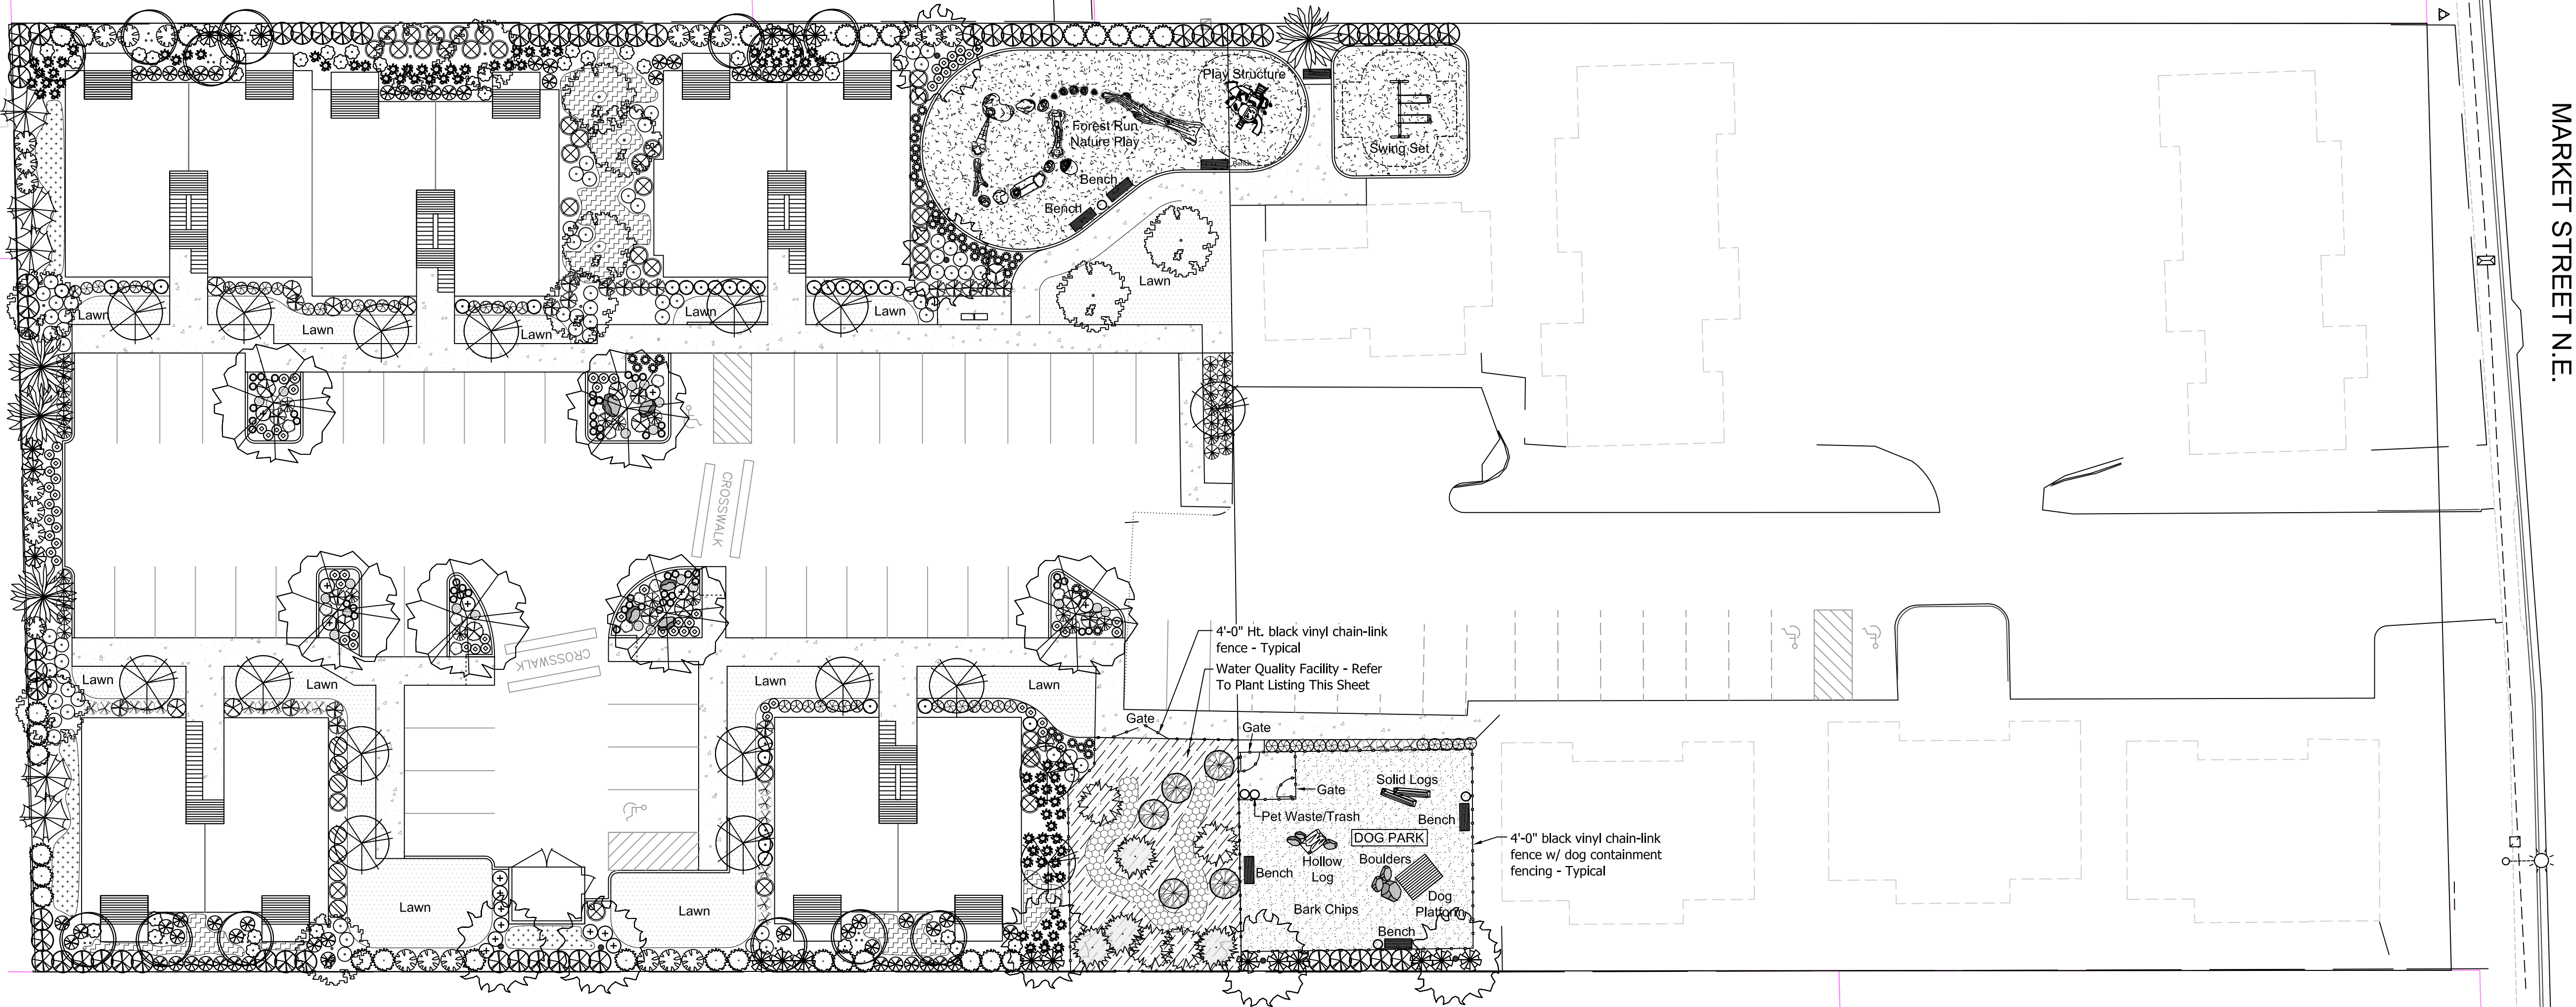 Play Structure
Bench
Forest Run
Nature Play
Bench
Bench
Bench
Swing Set
Lawn
Lawn
Lawn
Lawn
Lawn
Lawn
MARKET STREET N.E.
CROSSWALK
CROSSWALK
4'-0" Ht. black vinyl chain-link
fence - Typical
Water Quality Facility - Refer
To Plant Listing This Sheet
Lawn
Lawn
Lawn
Lawn
Gate
Gate
Gate
Solid Logs
Pet Waste/Trash
Bench
DOG PARK
4'-0" black vinyl chain-link
fence w/ dog containment
fencing - Typical
Hollow
Log
Boulders
Bench
Dog
Platform
Bark Chips
Bench
Lawn
Lawn